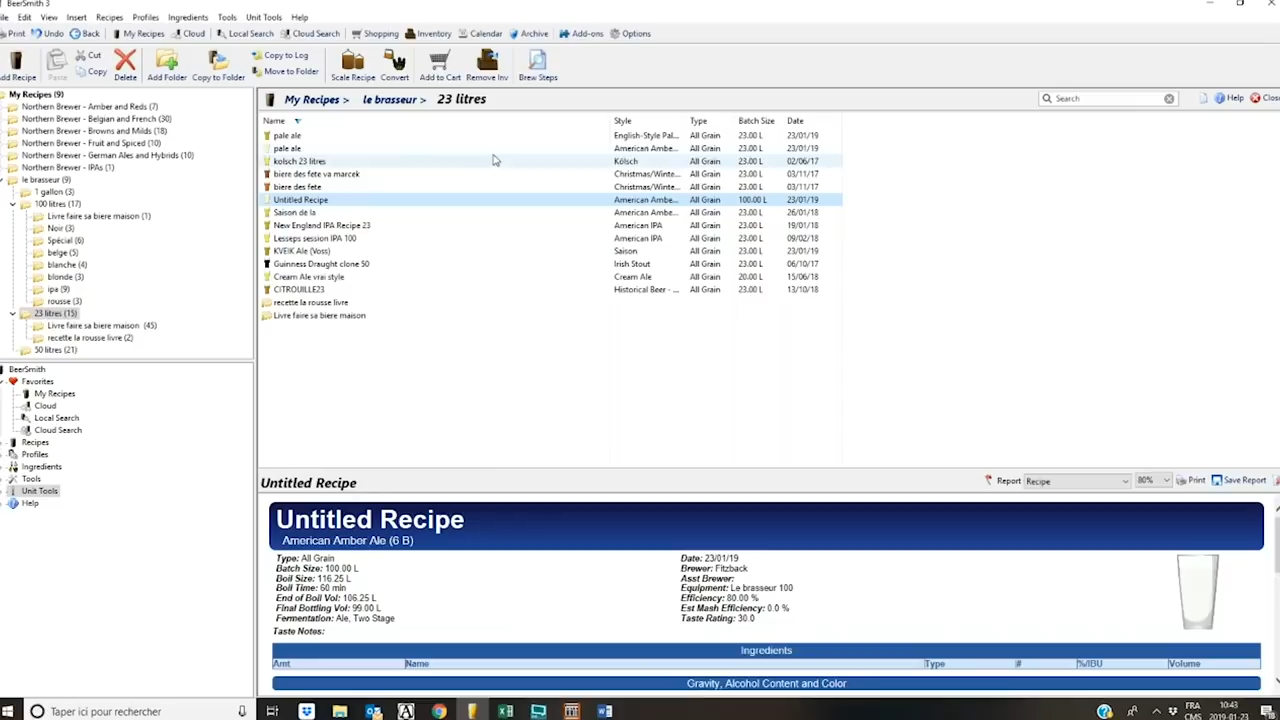 BeerSmith 3
Edit View Insert Recipes Profiles Ingredients Tools Unit Tools Help
Print Undo Back My Recipes Cloud Local Search Cloud Search Shopping Inventory Calendar Archive Add-ons Options
Cut
Copy
Paste Delete Add Folder Copy to Folder
Copy to Log
Move to Folder
Scale Recipe Convert Add to Cart Remove Inv Brew Steps
My Recipes (9)
Northern Brewer - Amber and Reds (7)
Northern Brewer - Belgian and French (30)
Northern Brewer - Browns and Milds (18)
Northern Brewer - Fruit and Spiced (10)
Northern Brewer - German Ales and Hybrids (10)
Northern Brewer - IPAs (1)
le brasseur (9)
1 gallon (3)
100 litres (17)
Livre faire sa biere maison (1)
Noir (3)
Spécial (6)
belge (5)
blanche (4)
blonde (3)
ipa (9)
rousse (3)
23 litres (15)
Livre faire sa biere maison (45)
recette la rousse livre (2)
50 litres (21)
BeerSmith
Favorites
My Recipes
Cloud
Local Search
Cloud Search
Recipes
Profiles
Ingredients
Tools
Unit Tools
Help
My Recipes > le brasseur > 23 litres
Search Help
Name Style Type Batch Size Date
pale ale English-Style Pal... All Grain 23.00 L 23/01/19
pale ale American Ambe... All Grain 23.00 L 23/01/19
kolsch 23 litres Kölsch All Grain 23.00 L 02/06/17
biere des fete va marcek Christmas/Winte... All Grain 23.00 L 03/11/17
biere des fete Christmas/Winte... All Grain 23.00 L 03/11/17
Untitled Recipe American Ambe... All Grain 100.00 L 23/01/19
Saison de la American Ambe... All Grain 23.00 L 26/01/18
New England IPA Recipe 23 American IPA All Grain 23.00 L 19/01/18
Lesseps session IPA 100 American IPA All Grain 23.00 L 09/02/18
KVEIK Ale (Voss) Saison All Grain 23.00 L 23/01/19
Guinness Draught clone 50 Irish Stout All Grain 23.00 L 06/10/17
Cream Ale vrai style Cream Ale All Grain 20.00 L 15/06/18
CITROUILLE23 Historical Beer - ... All Grain 23.00 L 13/10/18
recette la rousse livre
Livre faire sa biere maison
Untitled Recipe
Report Recipe 80% Print Save Report
Untitled Recipe
American Amber Ale (6 B)
Type: All Grain
Batch Size: 100.00 L
Boil Size: 116.25 L
Boil Time: 60 min
End of Boil Vol: 106.25 L
Final Bottling Vol: 99.00 L
Fermentation: Ale, Two Stage
Taste Notes:
Date: 23/01/19
Brewer: Fitzback
Asst Brewer:
Equipment: Le brasseur 100
Efficiency: 80.00 %
Est Mash Efficiency: 0.0 %
Taste Rating: 30.0
Ingredients
Amt Name Type # %/IBU Volume
Gravity, Alcohol Content and Color
Taper ici pour rechercher
FRA
CMS
10:43
2019-01-23